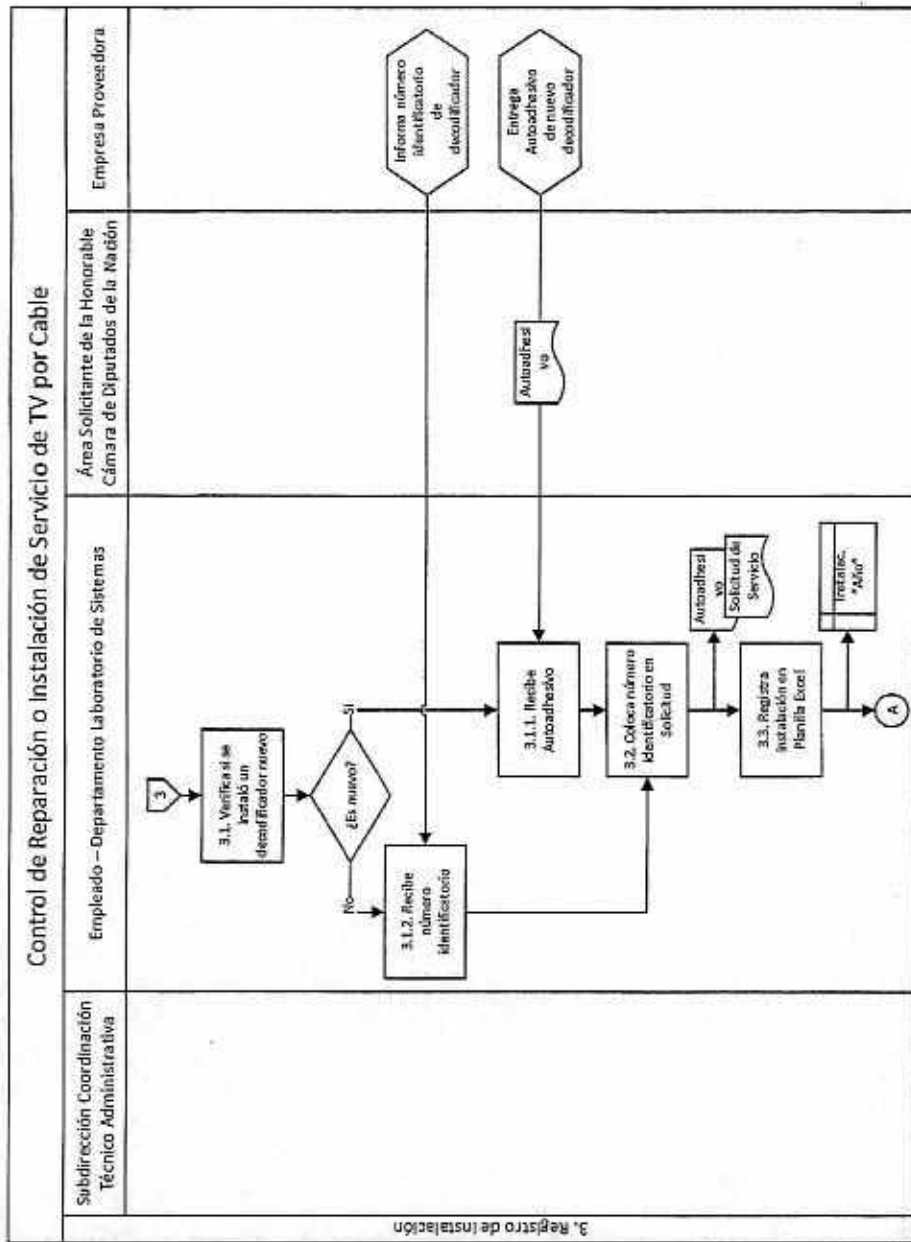 Control de Reparación o Instalación de Servicio de TV por Cable
Subdirección Coordinación
Técnico Administrativa
Empleado – Departamento Laboratorio de Sistemas
Área Solicitante de la Honorable
Cámara de Diputados de la Nación
Empresa Proveedora
3. Registro de instalación
3
3.1. Verifica si se
instaló un
decodificador nuevo
¿Es nuevo?
No
Si
Informa número
identificatorio
de
decodificador
3.1.2. Recibe
número
identificatorio
Entrega
Autoadhesivo
de nuevo
decodificador
Autoadhesi
vo
3.1.1. Recibe
Autoadhesivo
3.2. Coloca número
identificatorio en
Solicitud
Autoadhesi
vo
Solicitud de
Servicio
3.3. Registra
instalación en
Planilla Excel
Instalac.
"Año"
A